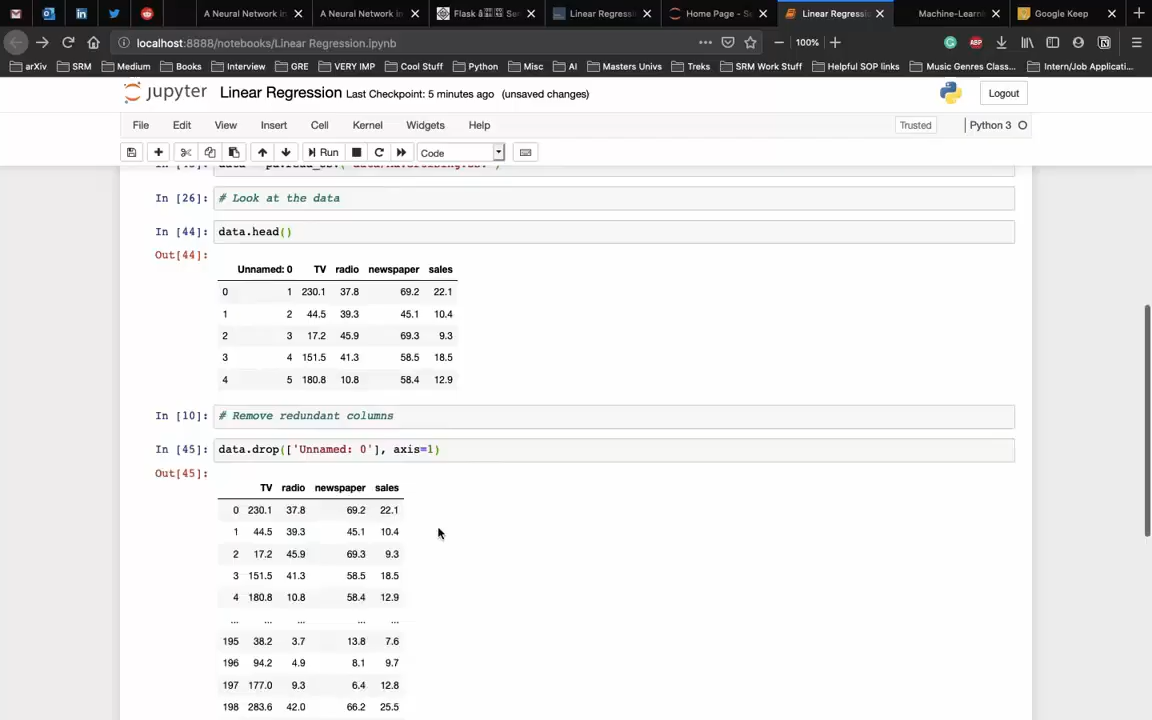 A Neural Network in
A Neural Network in
Linear Regressi
Home Page - S
Linear Regressi
Machine-Learni
Google Keep
localhost:8888/notebooks/Linear Regression.ipynb
100%
arXiv
SRM
Medium
Books
Interview
GRE
VERY IMP
Cool Stuff
Python
Misc
AI
Masters Univs
Treks
SRM Work Stuff
Helpful SOP links
Music Genres Class...
Intern/Job Applicati...
jupyter Linear Regression Last Checkpoint: 5 minutes ago (unsaved changes)
Logout
File Edit View Insert Cell Kernel Widgets Help
Trusted
Python 3
Run
Code
In [26]: # Look at the data
In [44]: data.head()
Out[44]:
Unnamed: 0 TV radio newspaper sales
0 1 230.1 37.8 69.2 22.1
1 2 44.5 39.3 45.1 10.4
2 3 17.2 45.9 69.3 9.3
3 4 151.5 41.3 58.5 18.5
4 5 180.8 10.8 58.4 12.9
In [10]: # Remove redundant columns
In [45]: data.drop(['Unnamed: 0'], axis=1)
Out[45]:
TV radio newspaper sales
0 230.1 37.8 69.2 22.1
1 44.5 39.3 45.1 10.4
2 17.2 45.9 69.3 9.3
3 151.5 41.3 58.5 18.5
4 180.8 10.8 58.4 12.9
... ... ... ... ...
195 38.2 3.7 13.8 7.6
196 94.2 4.9 8.1 9.7
197 177.0 9.3 6.4 12.8
198 283.6 42.0 66.2 25.5